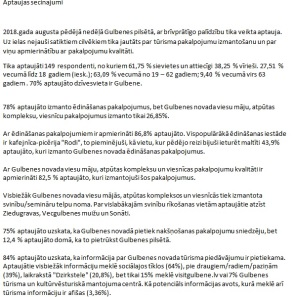 Aptaujas secinājumi
2018.gada augusta pēdējā nedēļā Gulbenes pilsētā, ar brīvprātīgo palīdzību tika veikta aptauja.
Uz ielas nejauši satiktiem cilvēkiem tika jautāts par tūrisma pakalpojumu izmantošanu un par
viņu apmierinātību ar pakalpojumu kvalitāti.
Tika aptaujāti 149 respondenti, no kuriem 61,75 % sievietes un attiecīgi 38,25 % vīrieši. 27,51 %
vecumā līdz 18 gadiem (iesk.); 63,09 % vecumā no 19 – 62 gadiem; 9,40 % vecumā virs 63
gadiem. 70% aptaujāto dzīvesvieta ir Gulbene.
78% aptaujāto izmanto ēdināšanas pakalpojumus, bet Gulbenes novada viesu māju, atpūtas
kompleksu, viesnīcu pakalpojumus izmanto tikai 26,85%.
Ar ēdināšanas pakalpojumiem ir apmierināti 86,8% aptaujāto. Vispopulārākā ēdināšanas iestāde
ir kafejnīca-picērija "Rodi", to pieminējuši, kā vietu, kur pēdējo reizi bijuši ieturēt maltīti 43,9%
aptaujāto, kuri izmanto Gulbenes novada ēdināšanas pakalpojumus.
Ar Gulbenes novada viesu māju, atpūtas kompleksu un viesnīcas pakalpojumu kvalitāti ir
apmierināti 82,5 % aptaujāto, kuri izmantojuši šos pakalpojumus.
Visbiežāk Gulbenes novada viesu mājās, atpūtas kompleksos un viesnīcās tiek izmantota
svinību/semināru telpu noma. Par vislabākajām svinību rīkošanas vietām aptaujātie atzīst
Ziedugravas, Vecgulbenes muižu un Sonāti.
75% aptaujāto uzskata, ka Gulbenes novadā pietiek nakšņošanas pakalpojumu sniedzēju, bet
12,4 % aptaujāto domā, ka to pietrūkst Gulbenes pilsētā.
84% aptaujāto uzskata, ka informācija par Gulbenes novada tūrisma piedāvājumu ir pietiekama.
Aptaujātie visbiežāk informāciju meklē sociālajos tīklos (64%), pie draugiem/radiem/paziņām
(39%), laikrakstā "Dzirkstele" (20,8%), bet tikai 15% meklē visitgulbene.lv vai 7% Gulbenes
tūrisma un kultūrvēsturiskā mantojuma centrā. Kā potenciāls informācijas avots, kurā meklē arī
tūrisma informāciju ir afišas (3,36%).